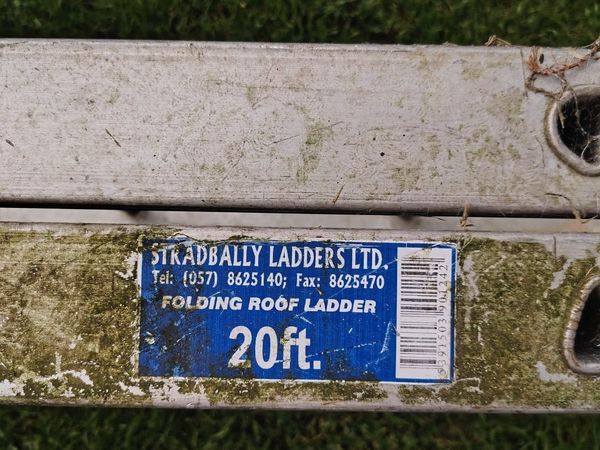 STRADBALLY LADDERS LTD.
Tel: (057) 8625140; Fax: 8625470
FOLDING ROOF LADDER
20ft.